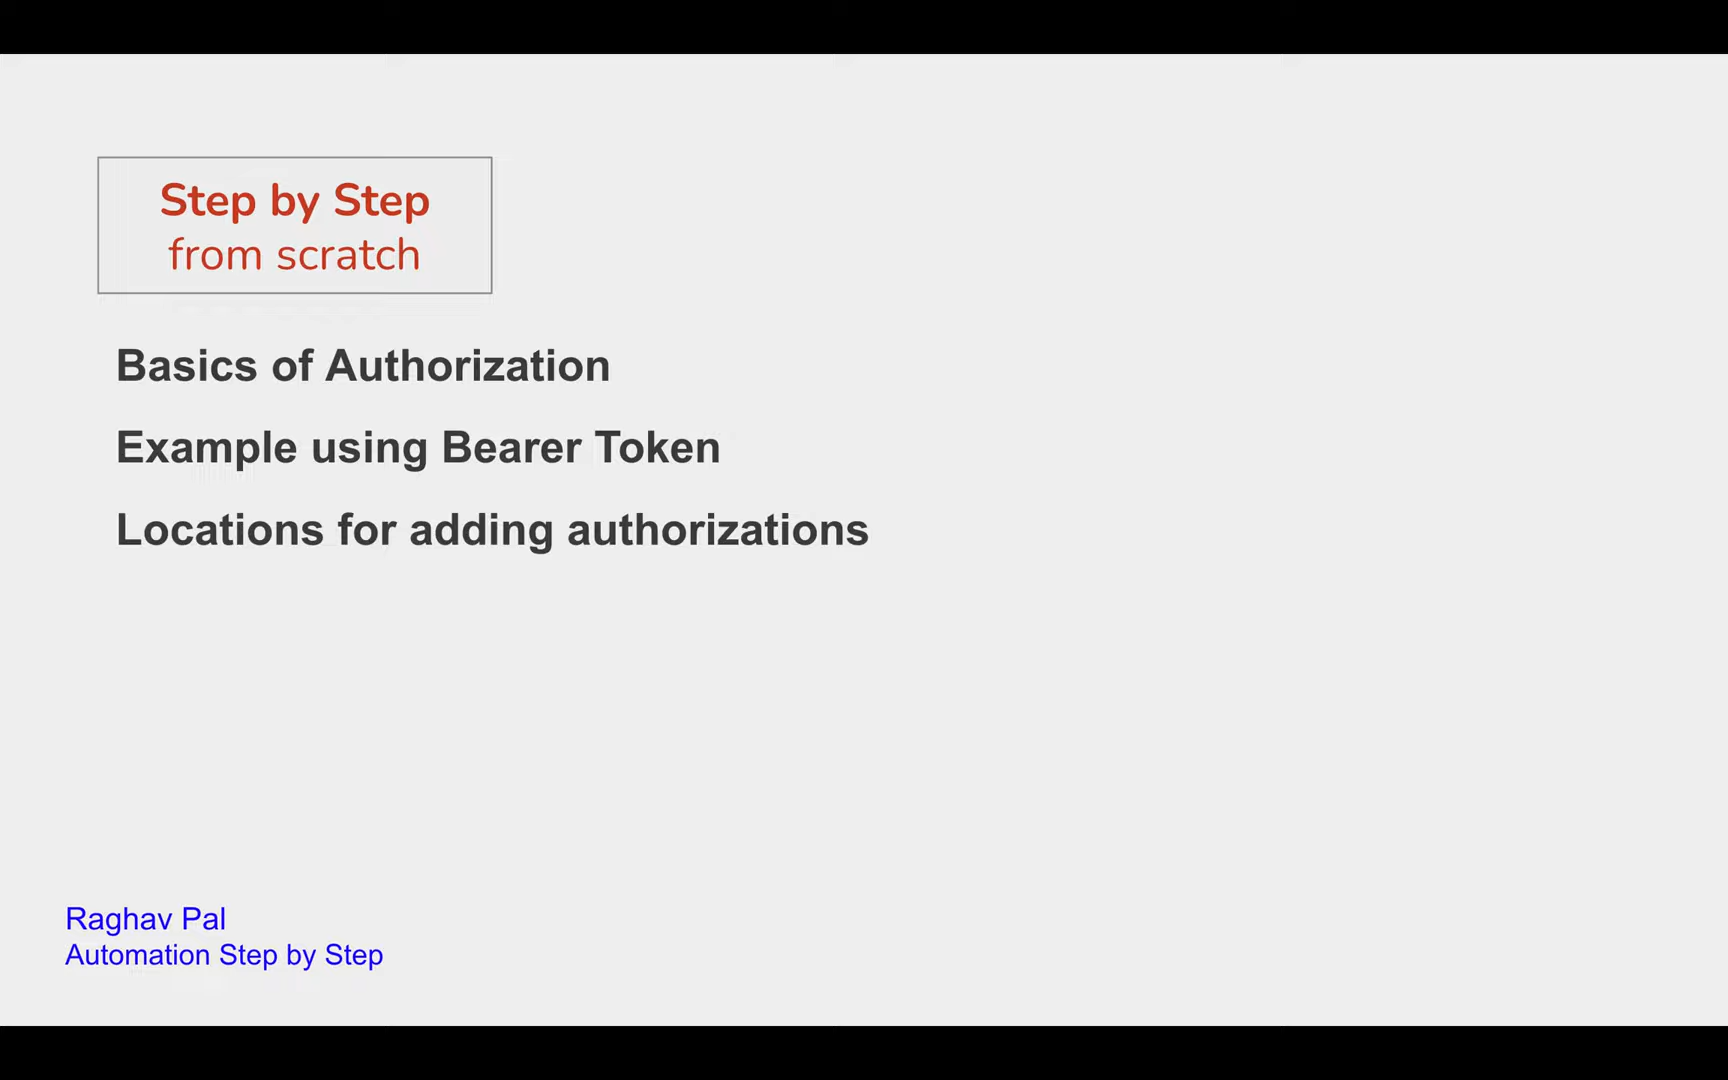 Step by Step
from scratch
Basics of Authorization
Example using Bearer Token
Locations for adding authorizations
Raghav Pal
Automation Step by Step